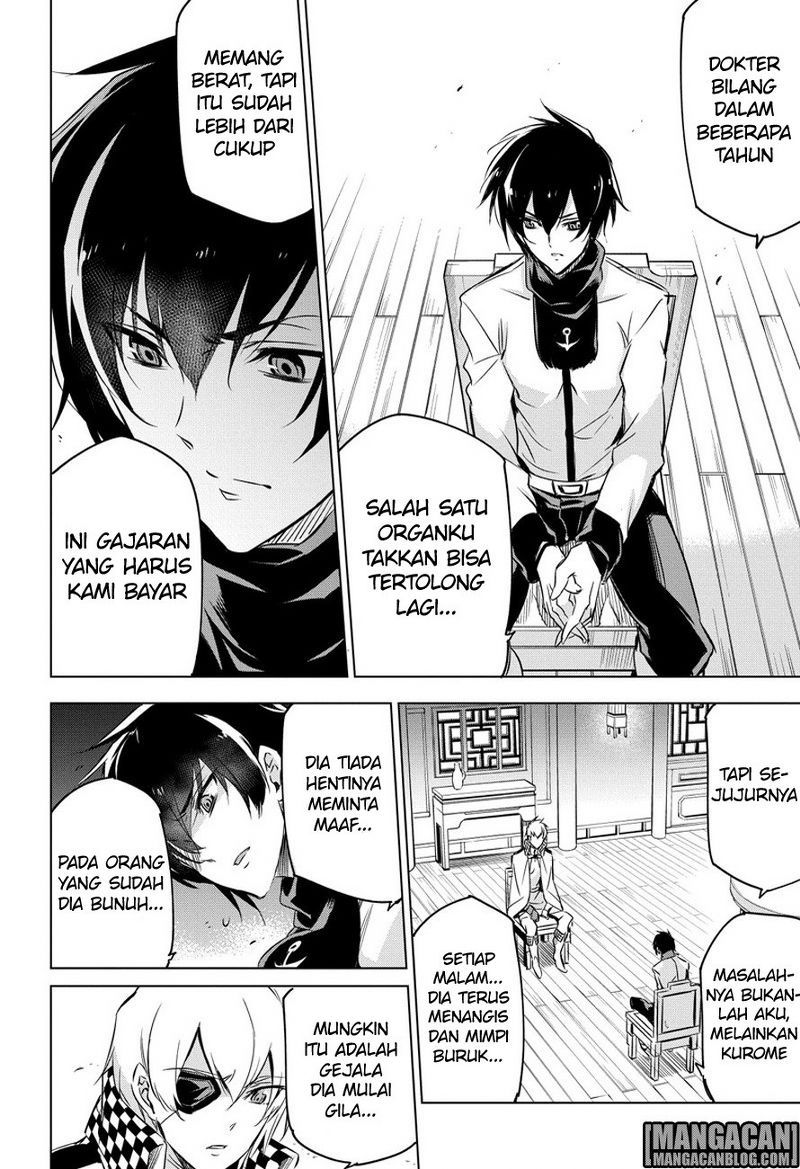 DOKTER
BILANG
DALAM
BEBERAPA
TAHUN
SALAH SATU
ORGANKU
TAKKAN BISA
TERTOLONG
LAGI...
MEMANG
BERAT, TAPI
ITU SUDAH
LEBIH DARI
CUKUP
INI GAJARAN
YANG HARUS
KAMI BAYAR
TAPI SE-
JUJURNYA
MASALAH-
NYA BUKAN-
LAH AKU,
MELAINKAN
KUROME
SETIAP
MALAM...
DIA TERUS
MENANGIS
DAN MIMPI
BURUK...
DIA TIADA
HENTINYA
MEMINTA
MAAF...
PADA ORANG
YANG SUDAH
DIA BUNUH...
MUNGKIN
ITU ADALAH
GEJALA
DIA MULAI
GILA...
[MANGACAN]
MANGACANBLOG.COM